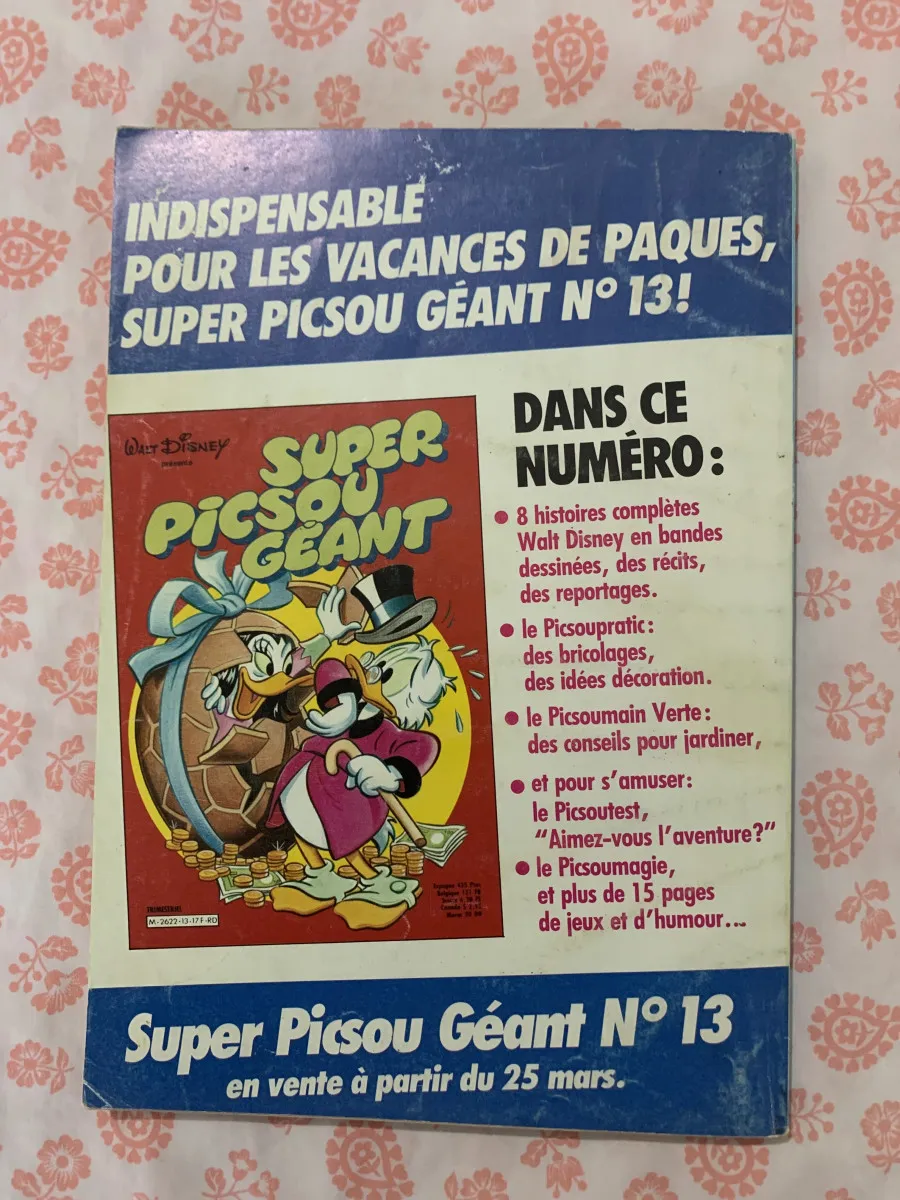 INDISPENSABLE
POUR LES VACANCES DE PAQUES,
SUPER PICSOU GÉANT N° 13!
DANS CE
NUMÉRO:
WALT DISNEY
présente
SUPER
PICSOU
GÉANT
• 8 histoires complètes
Walt Disney en bandes
dessinées, des récits,
des reportages.
• le Picsoupratic:
des bricolages,
des idées décoration.
• le Picsoumain Verte:
des conseils pour jardiner,
• et pour s'amuser:
le Picsoutest,
"Aimez-vous l'aventure?"
• le Picsoumagie,
et plus de 15 pages
de jeux et d'humour...
TRIMESTRIEL
M-2622-13-17 F-RD
Belgique 121 FB
Super Picsou Géant N° 13
en vente à partir du 25 mars.